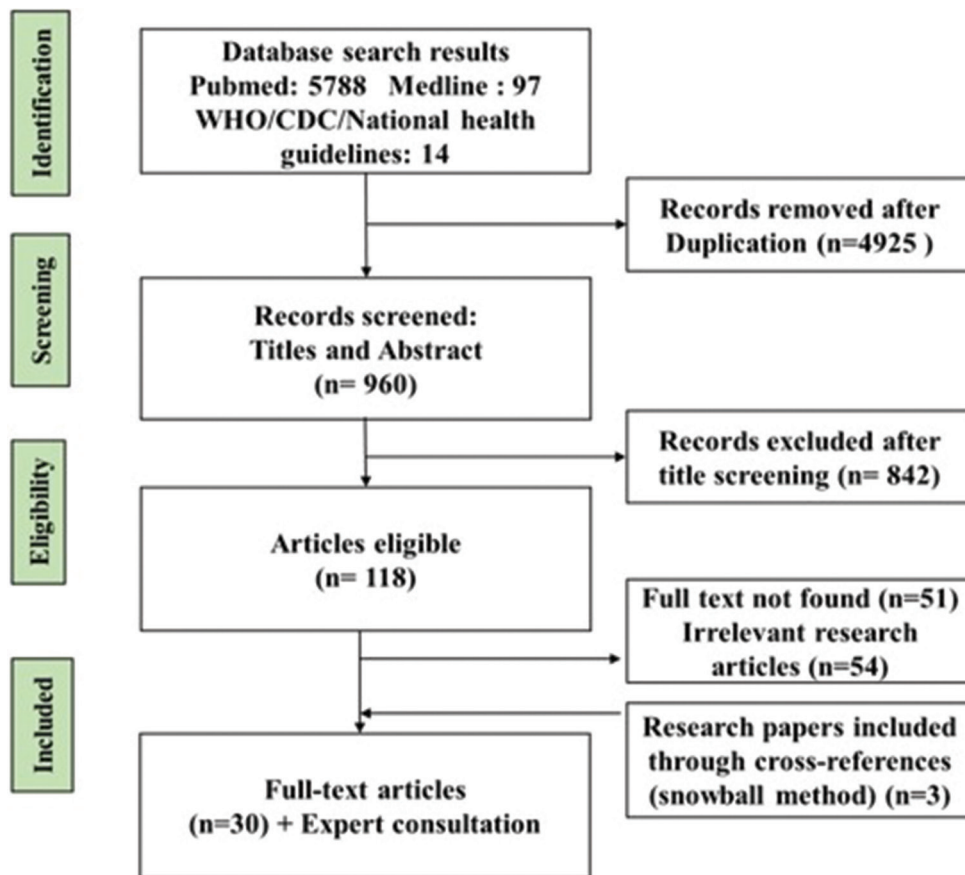 Identification
Database search results
Pubmed: 5788 Medline : 97
WHO/CDC/National health
guidelines: 14
Records removed after
Duplication (n=4925 )
Screening
Records screened:
Titles and Abstract
(n= 960)
Records excluded after
title screening (n= 842)
Eligibility
Articles eligible
(n= 118)
Full text not found (n=51)
Irrelevant research
articles (n=54)
Included
Research papers included
through cross-references
(snowball method) (n=3)
Full-text articles
(n=30) + Expert consultation